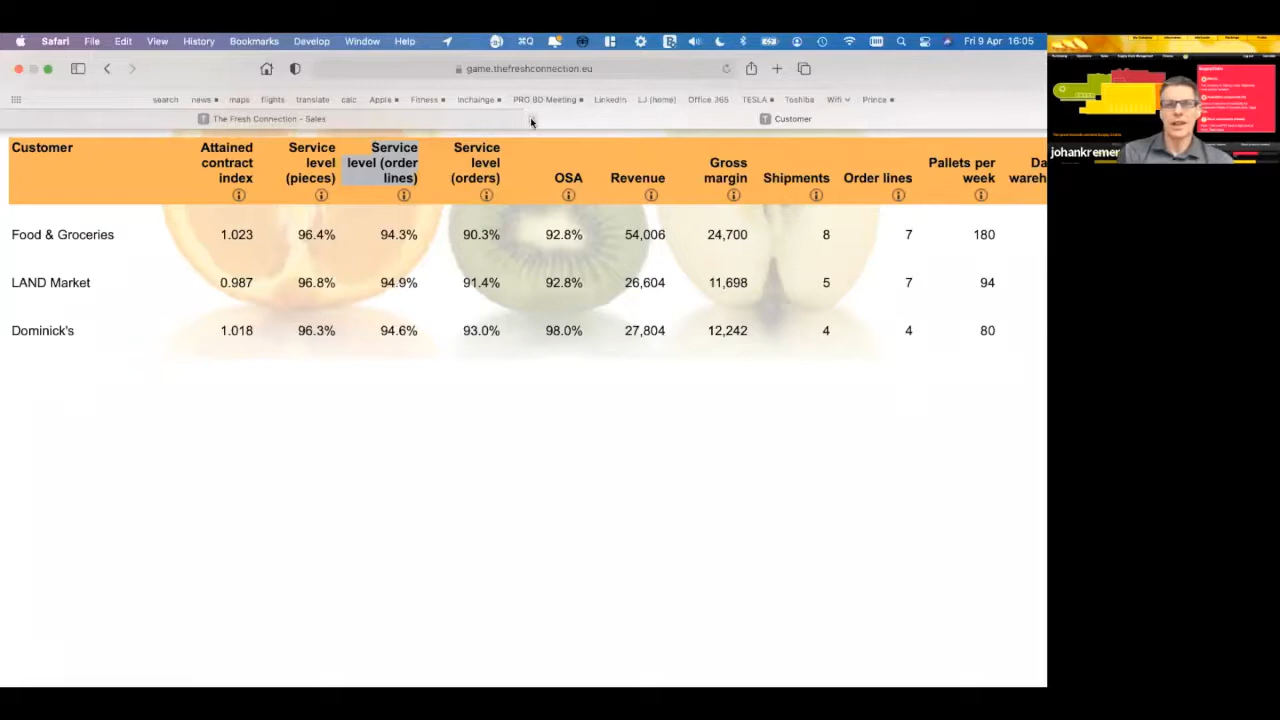 Safari File Edit View History Bookmarks Develop Window Help ⌘Q Fri 9 Apr 16:05
game.thefreshconnection.eu
search news maps flights translate calc Apple Fitness Inchainge PRO BD Meeting LinkedIn LJ (home) Office 365 TESLA Toshiba Wifi Prince
The Fresh Connection - Sales Customer
Customer Attained contract index Service level (pieces) Service level (order lines) Service level (orders) OSA Revenue Gross margin Shipments Order lines Pallets per week Da wareh
Food & Groceries 1.023 96.4% 94.3% 90.3% 92.8% 54,006 24,700 8 7 180
LAND Market 0.987 96.8% 94.9% 91.4% 92.8% 26,604 11,698 5 7 94
Dominick's 1.018 96.3% 94.6% 93.0% 98.0% 27,804 12,242 4 4 80
johankremer